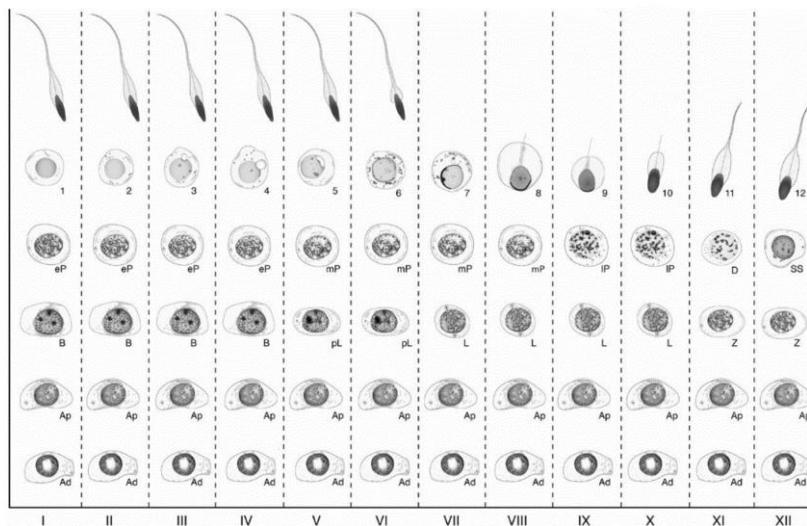 1 2 3 4 5 6 7 8 9 10 11 12
eP eP eP eP mP mP mP mP lP lP D SS
B B B B pL pL L L L L Z Z
Ap Ap Ap Ap Ap Ap Ap Ap Ap Ap Ap Ap
Ad Ad Ad Ad Ad Ad Ad Ad Ad Ad Ad Ad
I II III IV V VI VII VIII IX X XI XII